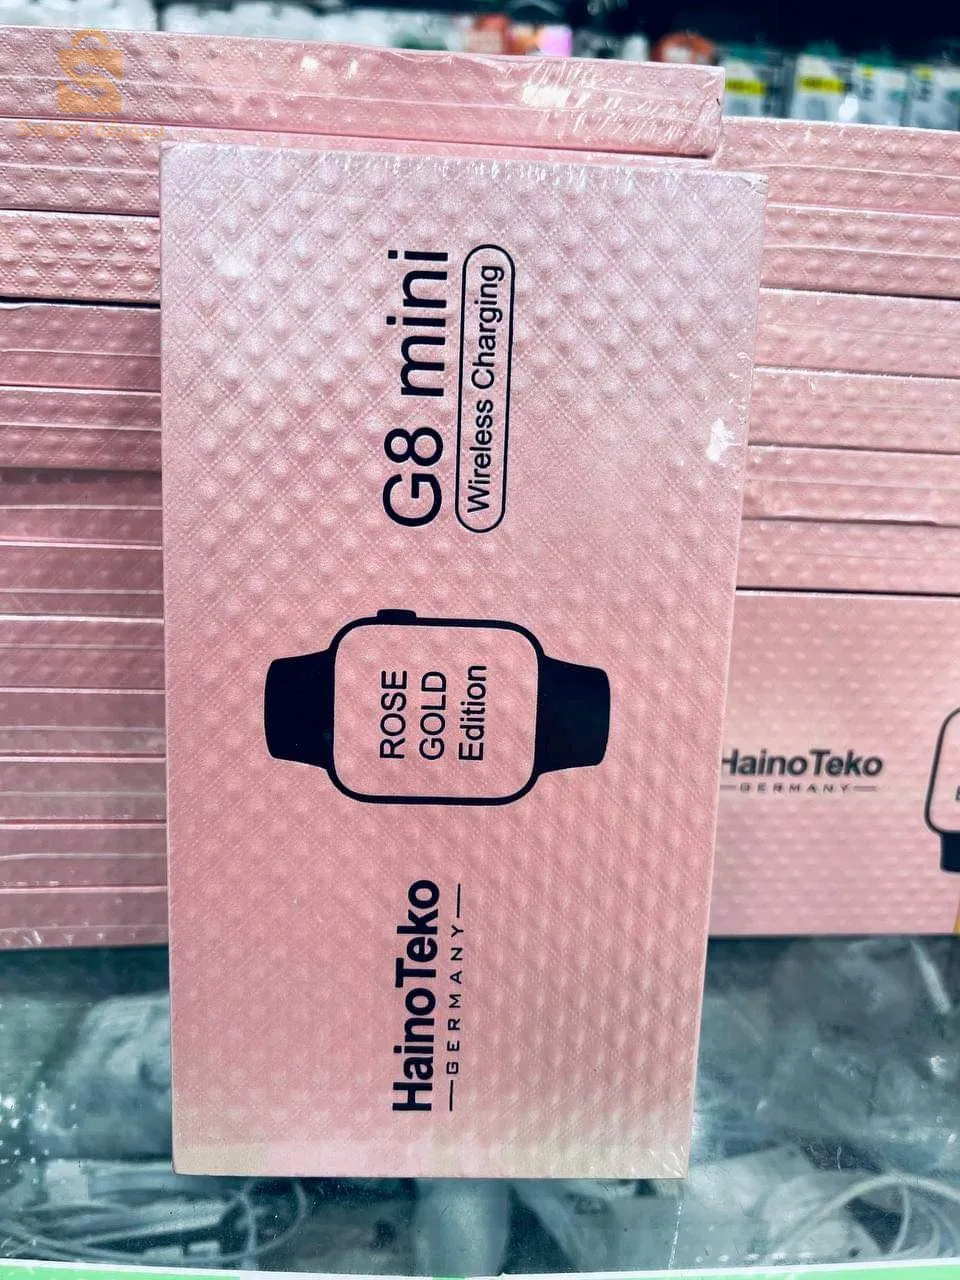 HainoTeko
GERMANY
ROSE
GOLD
Edition
G8 mini
Wireless Charging
HainoTeko
GERMANY